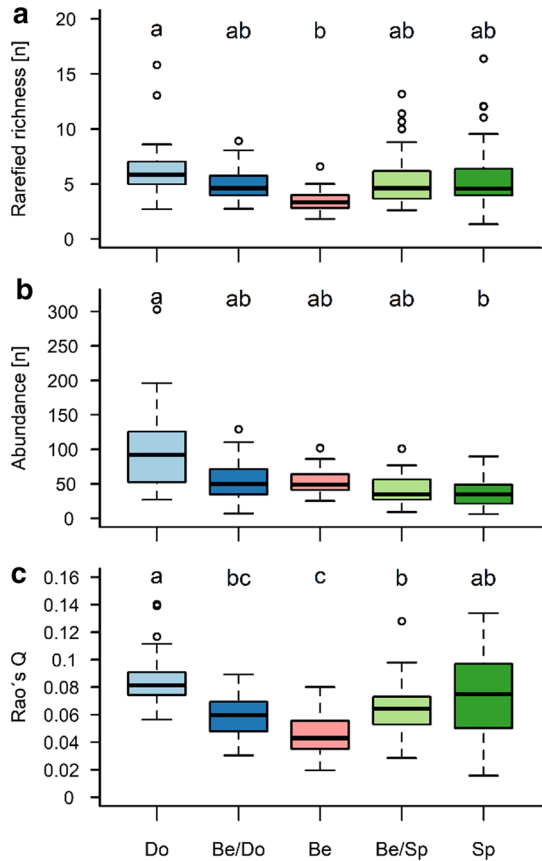 a
Rarefied richness [n]
20
15
10
5
0
a ab b ab ab
b
Abundance [n]
300
250
200
150
100
50
0
a ab ab ab b
c
Rao´s Q
0.16
0.14
0.12
0.1
0.08
0.06
0.04
0.02
0
a bc c b ab
Do Be/Do Be Be/Sp Sp